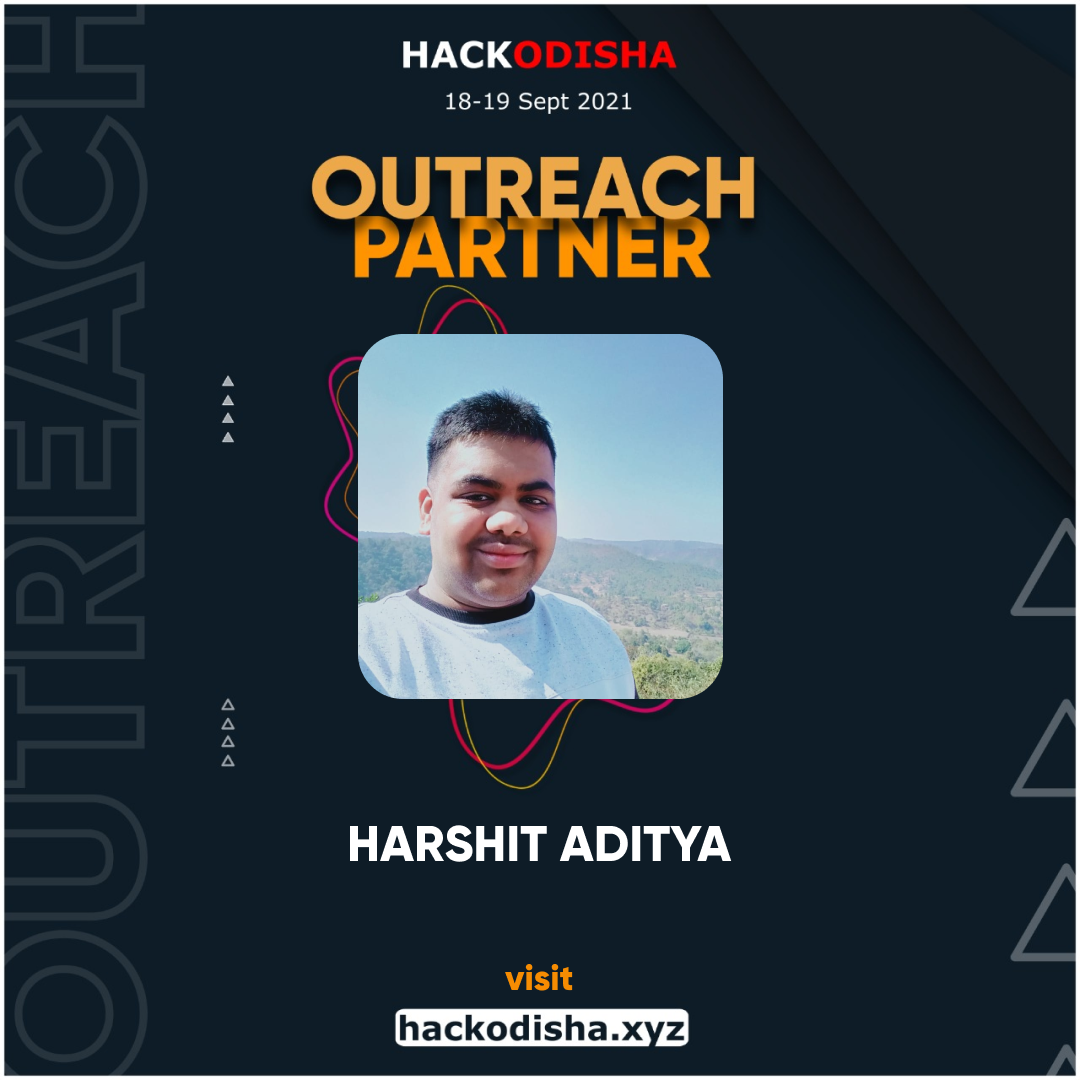 HACKODISHA
18-19 Sept 2021
OUTREACH
PARTNER
HARSHIT ADITYA
visit
hackodisha.xyz
OUTREACH